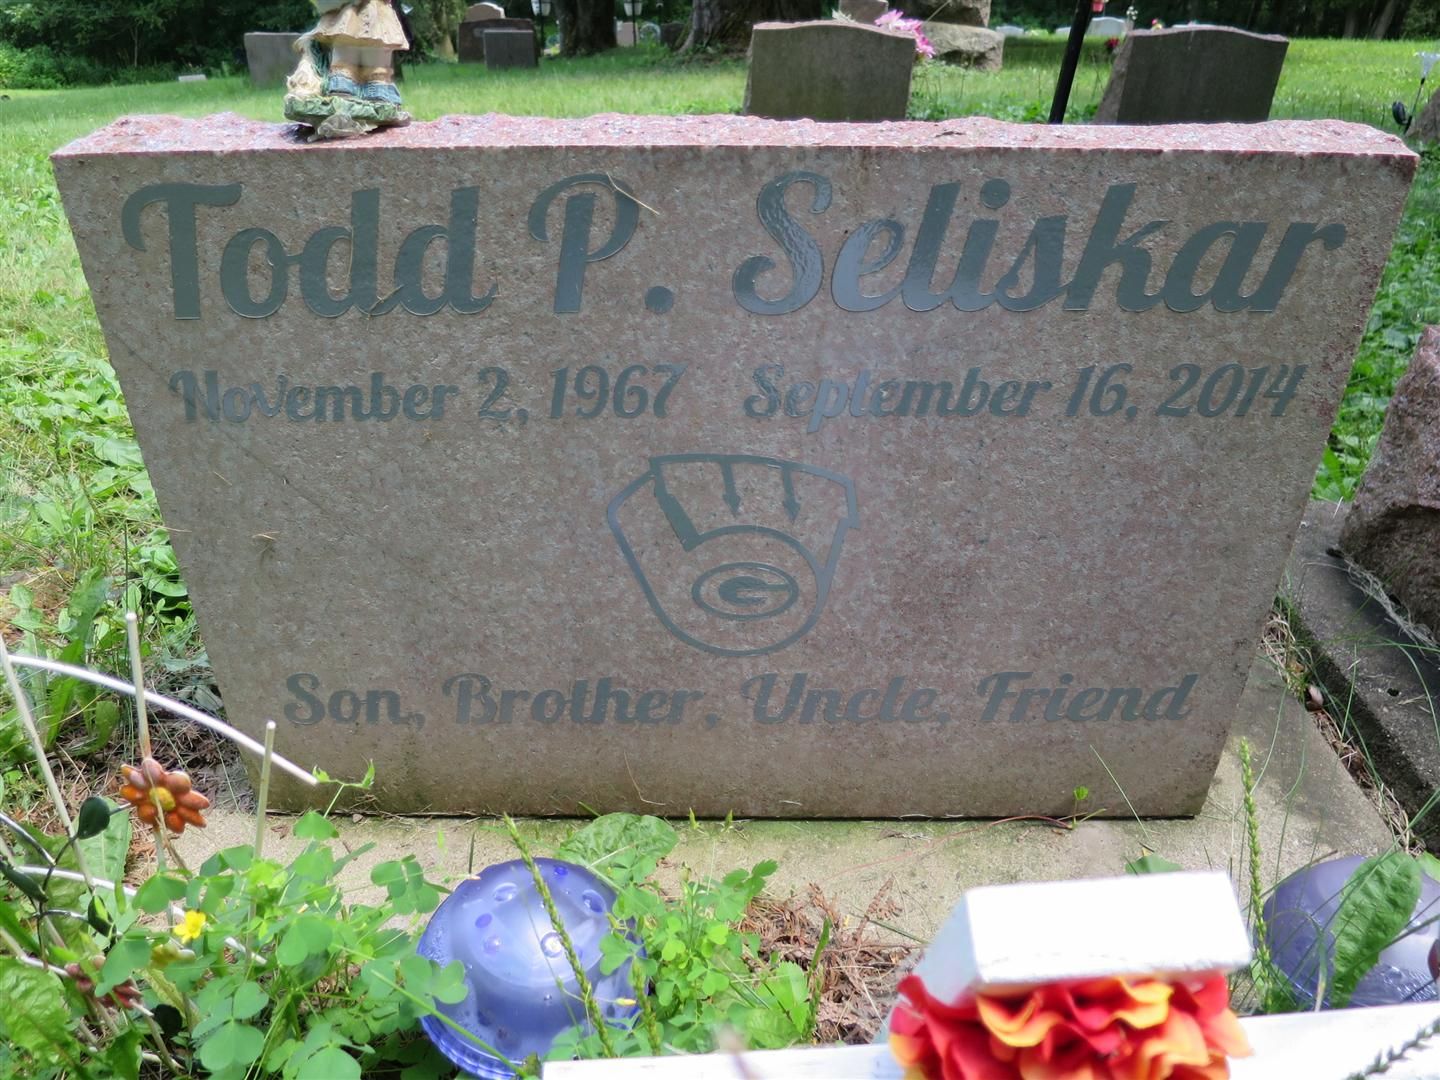 Todd P. Seliskar
November 2, 1967 September 16, 2014
G
Son, Brother, Uncle, Friend